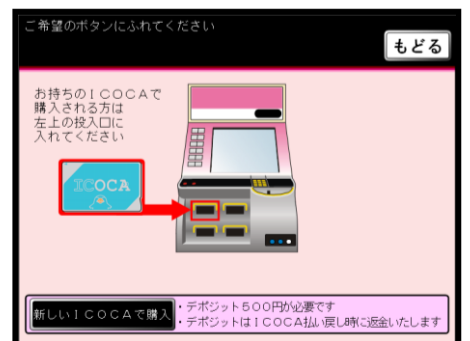 ご希望のボタンにふれてください
もどる
お持ちのICOCAで
購入される方は
左上の投入口に
入れてください
ICOCA
新しいICOCAで購入
・デポジット500円が必要です
・デポジットはICOCA払い戻し時に返金いたします